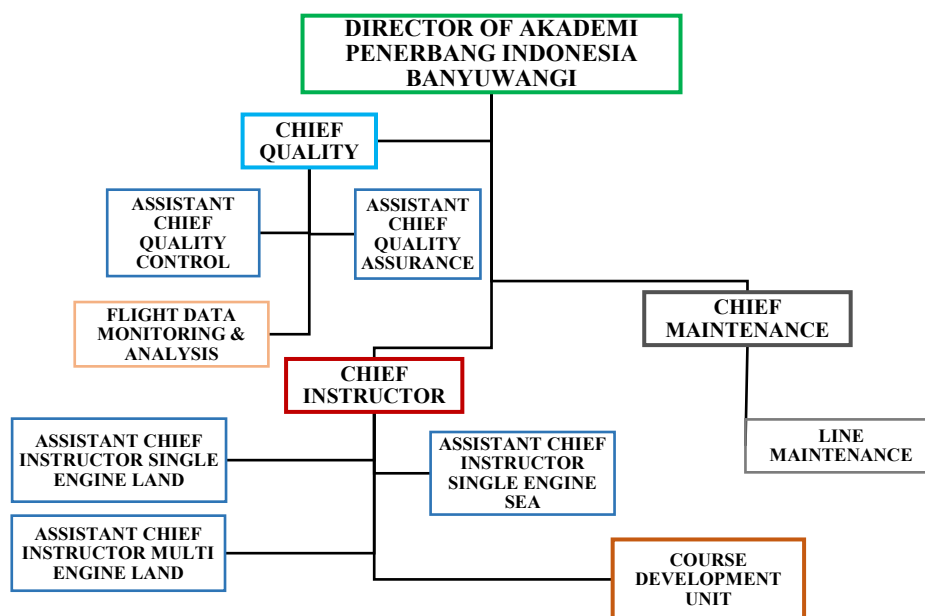 DIRECTOR OF AKADEMI
PENERBANG INDONESIA
BANYUWANGI
CHIEF
QUALITY
ASSISTANT
CHIEF
QUALITY
CONTROL
ASSISTANT
CHIEF
QUALITY
ASSURANCE
FLIGHT DATA
MONITORING &
ANALYSIS
CHIEF
MAINTENANCE
CHIEF
INSTRUCTOR
ASSISTANT CHIEF
INSTRUCTOR SINGLE
ENGINE LAND
ASSISTANT CHIEF
INSTRUCTOR
SINGLE ENGINE
SEA
LINE
MAINTENANCE
ASSISTANT CHIEF
INSTRUCTOR MULTI
ENGINE LAND
COURSE
DEVELOPMENT
UNIT